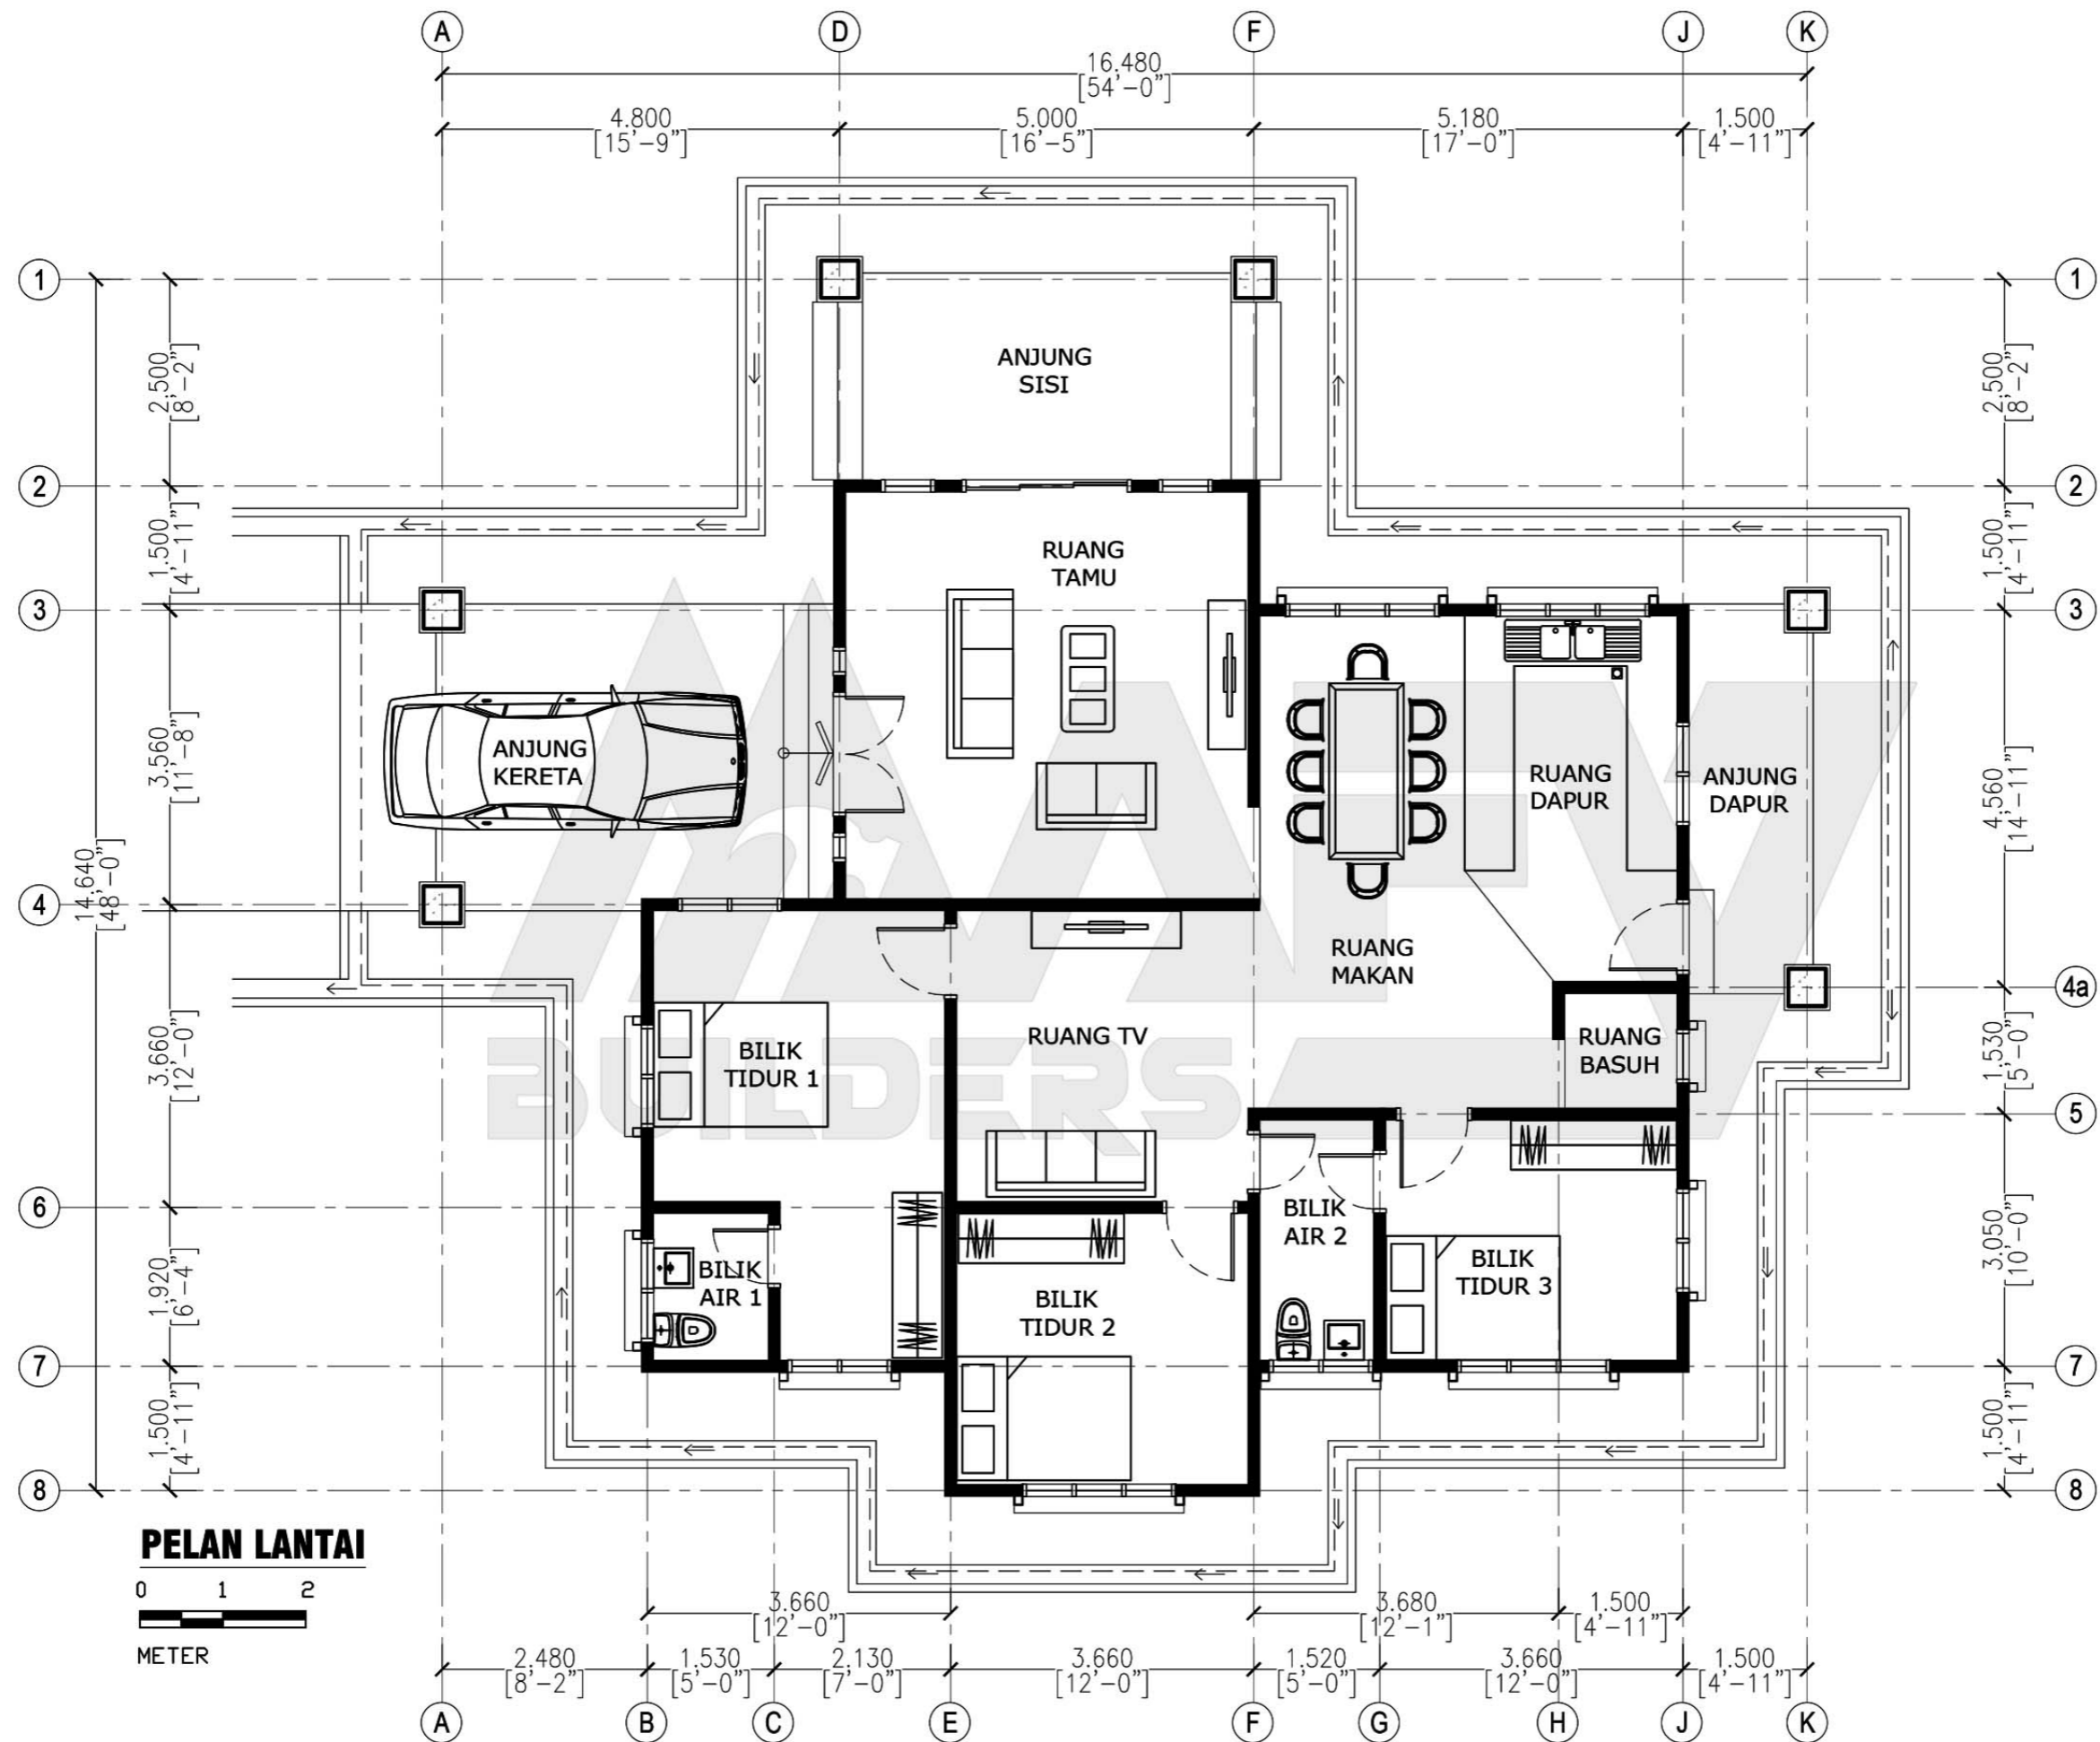 A D F J K
16.480
[54'-0"]
4.800 5.000 5.180 1.500
[15'-9"] [16'-5"] [17'-0"] [4'-11"]
1 1
2.500 2.500
[8'-2"] [8'-2"]
ANJUNG
SISI
2 2
1.500 1.500
[4'-11"] [4'-11"]
RUANG
TAMU
3 3
3.560
[11'-8"]
4.560
[14'-11"]
ANJUNG
KERETA
RUANG
DAPUR
ANJUNG
DAPUR
14.640
[48'-0"]
4
RUANG
MAKAN
4a
3.660
[12'-0"]
MAEV
BUILDERS
BILIK
TIDUR 1
RUANG TV
RUANG
BASUH
1.530
[5'-0"]
5
6
BILIK
AIR 2
3.050
[10'-0"]
1.920
[6'-4"]
BILIK
AIR 1
BILIK
TIDUR 2
BILIK
TIDUR 3
7 7
1.500 1.500
[4'-11"] [4'-11"]
8 8
PELAN LANTAI
0 1 2
METER
3.660 3.680 1.500
[12'-0"] [12'-1"] [4'-11"]
2.480 1.530 2.130 3.660 1.520 3.660 1.500
[8'-2"] [5'-0"] [7'-0"] [12'-0"] [5'-0"] [12'-0"] [4'-11"]
A B C E F G H J K